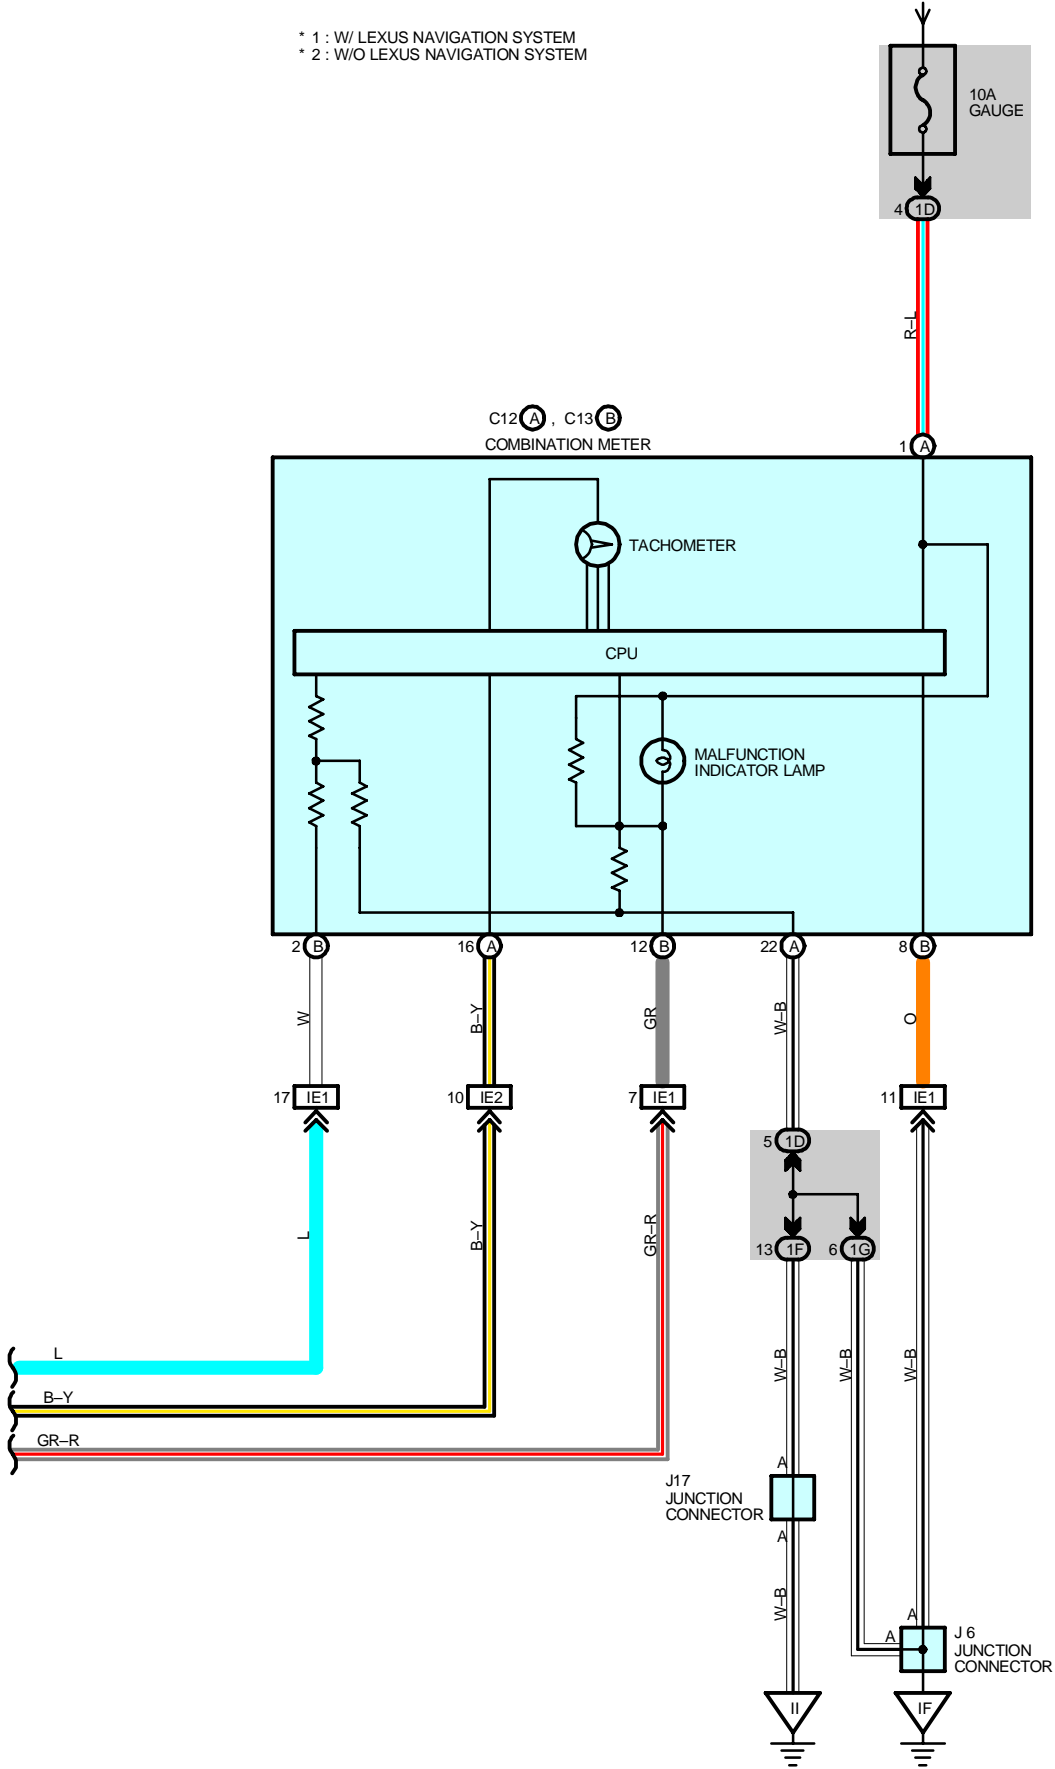 * 1 : W/ LEXUS NAVIGATION SYSTEM
* 2 : W/O LEXUS NAVIGATION SYSTEM
10A
GAUGE
4 1D
R–L
C12 A , C13 B
COMBINATION METER
1 A
TACHOMETER
CPU
MALFUNCTION
INDICATOR LAMP
2 B
16 A
12 B
22 A
8 B
W
B–Y
GR
W–B
O
17 IE1
10 IE2
7 IE1
11 IE1
5 1D
L
B–Y
GR–R
13 1F
6 1G
L
B–Y
GR–R
W–B
W–B
W–B
A
J17
JUNCTION
CONNECTOR
A
W–B
A
A
J 6
JUNCTION
CONNECTOR
II
IF